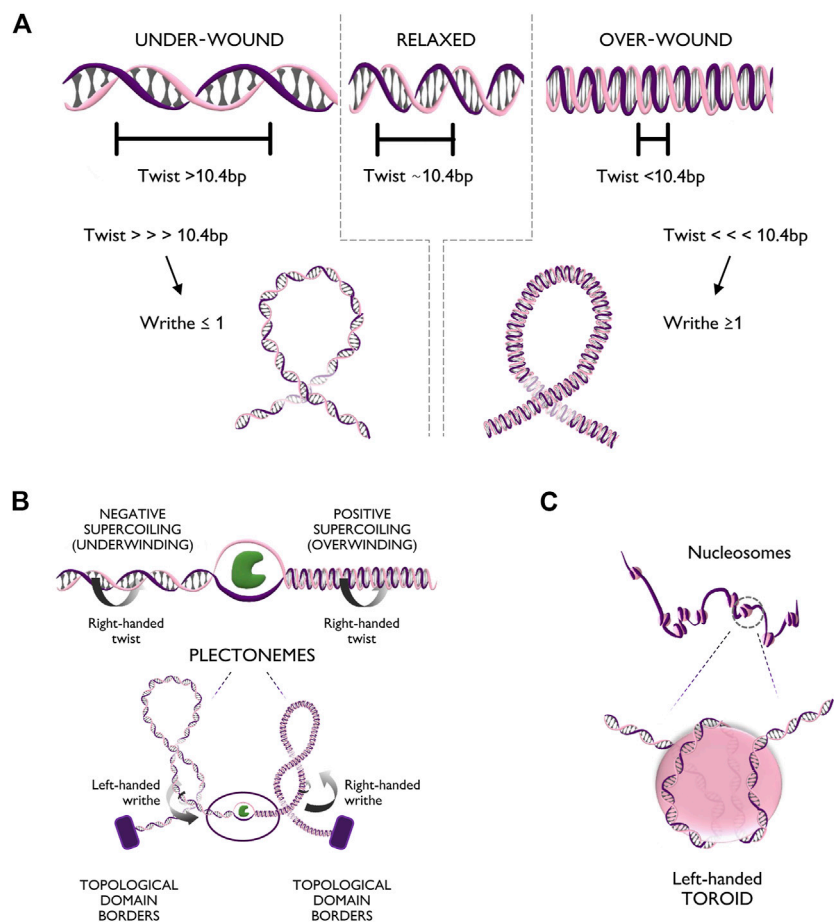 A
UNDER-WOUND
RELAXED
OVER-WOUND
Twist >10.4bp
Twist ~10.4bp
Twist <10.4bp
Twist > > > 10.4bp
Twist < < < 10.4bp
Writhe ≤ 1
Writhe ≥1
B
NEGATIVE
SUPERCOILING
(UNDERWINDING)
POSITIVE
SUPERCOILING
(OVERWINDING)
Right-handed
twist
Right-handed
twist
PLECTONEMES
Left-handed
writhe
Right-handed
writhe
TOPOLOGICAL
DOMAIN
BORDERS
TOPOLOGICAL
DOMAIN
BORDERS
C
Nucleosomes
Left-handed
TOROID